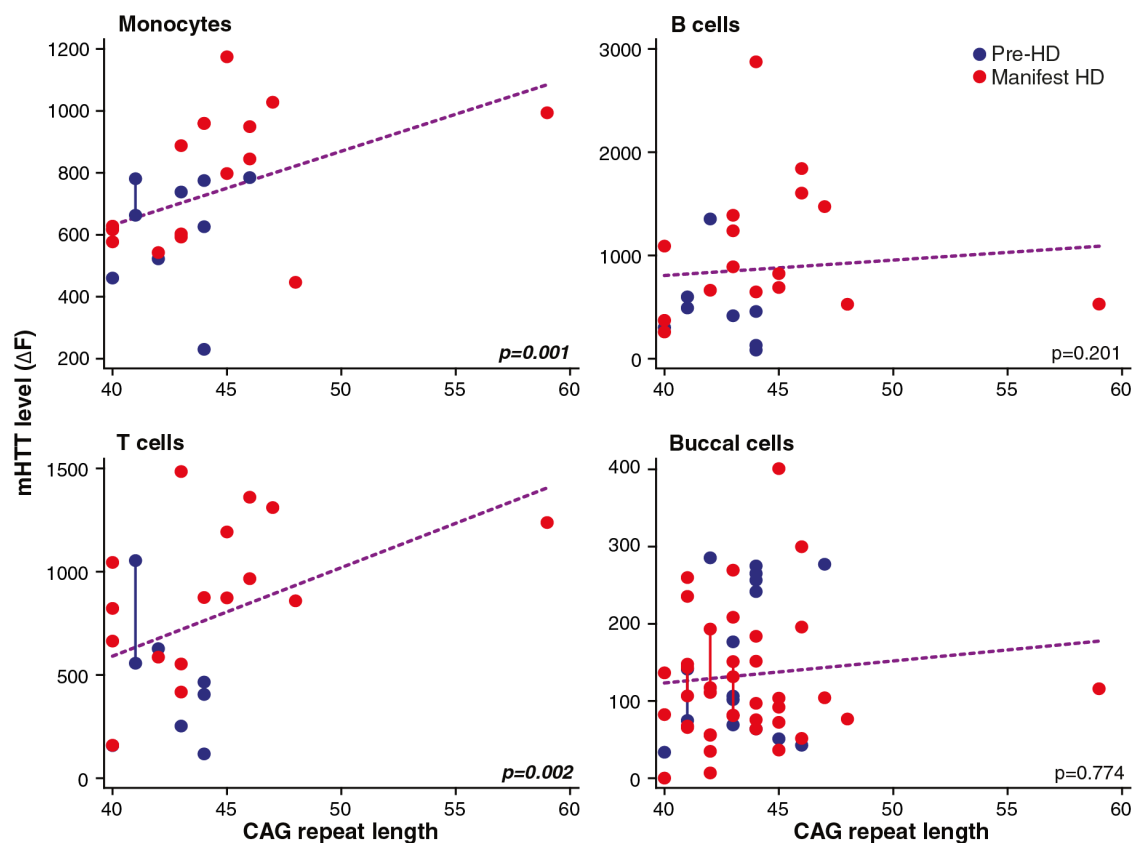 Monocytes
1200
1000
800
600
400
200
40 45 50 55 60
p=0.001
B cells
3000
2000
1000
0
40 45 50 55 60
Pre-HD
Manifest HD
p=0.201
mHTT level (ΔF)
T cells
1500
1000
500
0
40 45 50 55 60
p=0.002
CAG repeat length
Buccal cells
400
300
200
100
0
40 45 50 55 60
p=0.774
CAG repeat length